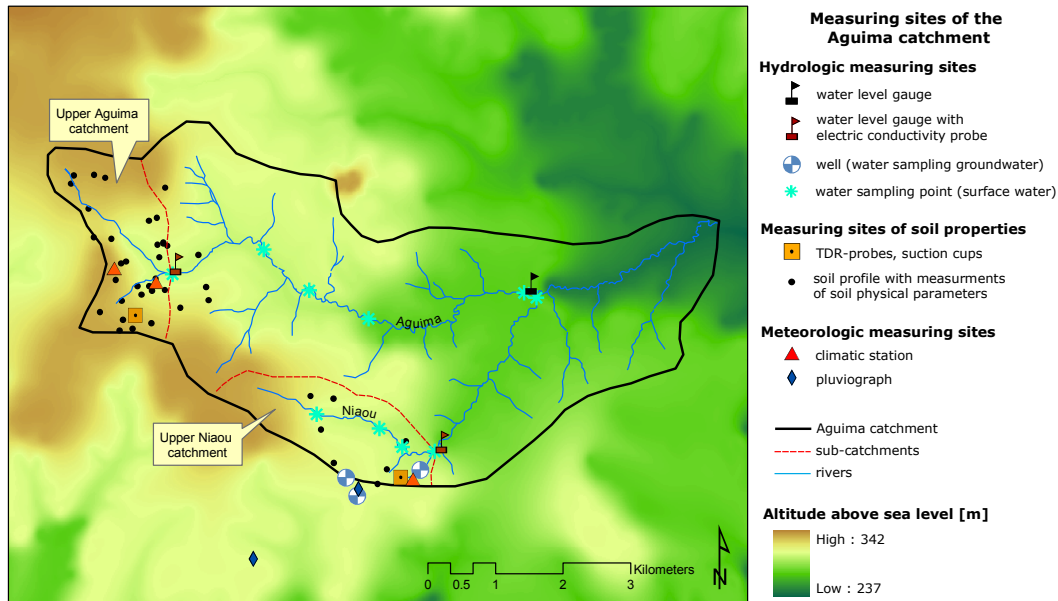 Upper Aguima
catchment
Aguima
Niaou
Upper Niaou
catchment
Kilometers
0 0.5 1 2 3
N
Measuring sites of the
Aguima catchment
Hydrologic measuring sites
water level gauge
water level gauge with
electric conductivity probe
well (water sampling groundwater)
water sampling point (surface water)
Measuring sites of soil properties
TDR-probes, suction cups
soil profile with measurments
of soil physical parameters
Meteorologic measuring sites
climatic station
pluviograph
Aguima catchment
sub-catchments
rivers
Altitude above sea level [m]
High : 342
Low : 237